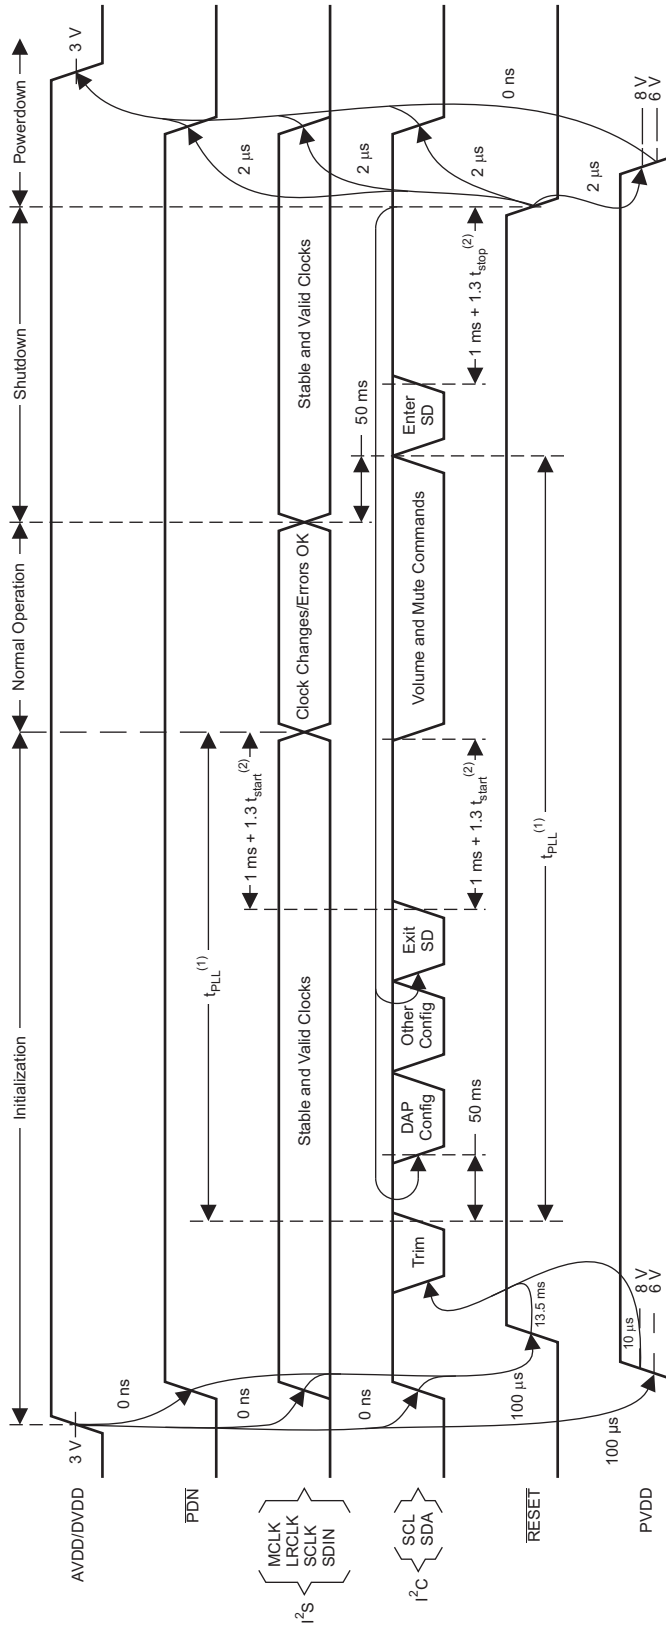 Initialization
Normal Operation
Shutdown
Powerdown
AVDD/DVDD
3 V
3 V
0 ns
PDN
0 ns
2 µs
t_PLL^(1)
1 ms + 1.3 t_start^(2)
I²S
MCLK
LRCLK
SCLK
SDIN
Stable and Valid Clocks
Clock Changes/Errors OK
Stable and Valid Clocks
0 ns
2 µs
50 ms
I²C
SCL
SDA
Trim
DAP
Config
Other
Config
Exit
SD
Volume and Mute Commands
Enter
SD
50 ms
1 ms + 1.3 t_start^(2)
1 ms + 1.3 t_stop^(2)
2 µs
0 ns
100 µs
RESET
13.5 ms
t_PLL^(1)
2 µs
100 µs
10 µs
PVDD
8 V
6 V
8 V
6 V